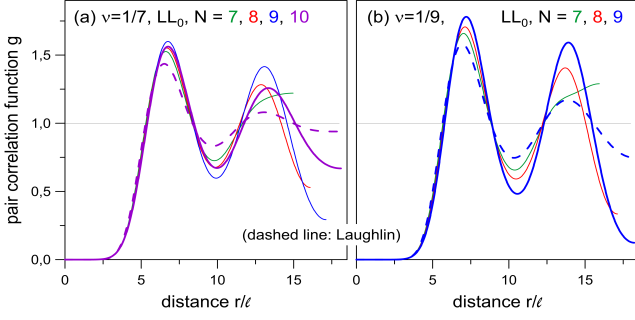 (a) ν=1/7, LL₀, N = 7, 8, 9, 10
(b) ν=1/9, LL₀, N = 7, 8, 9
pair correlation function g
1,5
1,0
0,5
0,0
(dashed line: Laughlin)
0 5 10 15
0 5 10 15
distance r/ℓ
distance r/ℓ